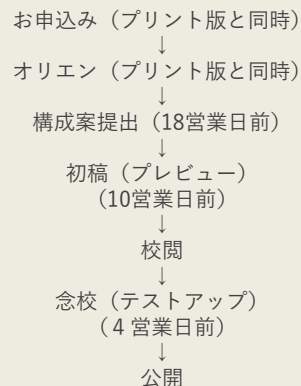 お申込み（プリント版と同時）
↓
オリエン（プリント版と同時）
↓
構成案提出（18営業日前）
↓
初稿（プレビュー）
（10営業日前）
↓
校閲
↓
念校（テストアップ）
（４営業日前）
↓
公開